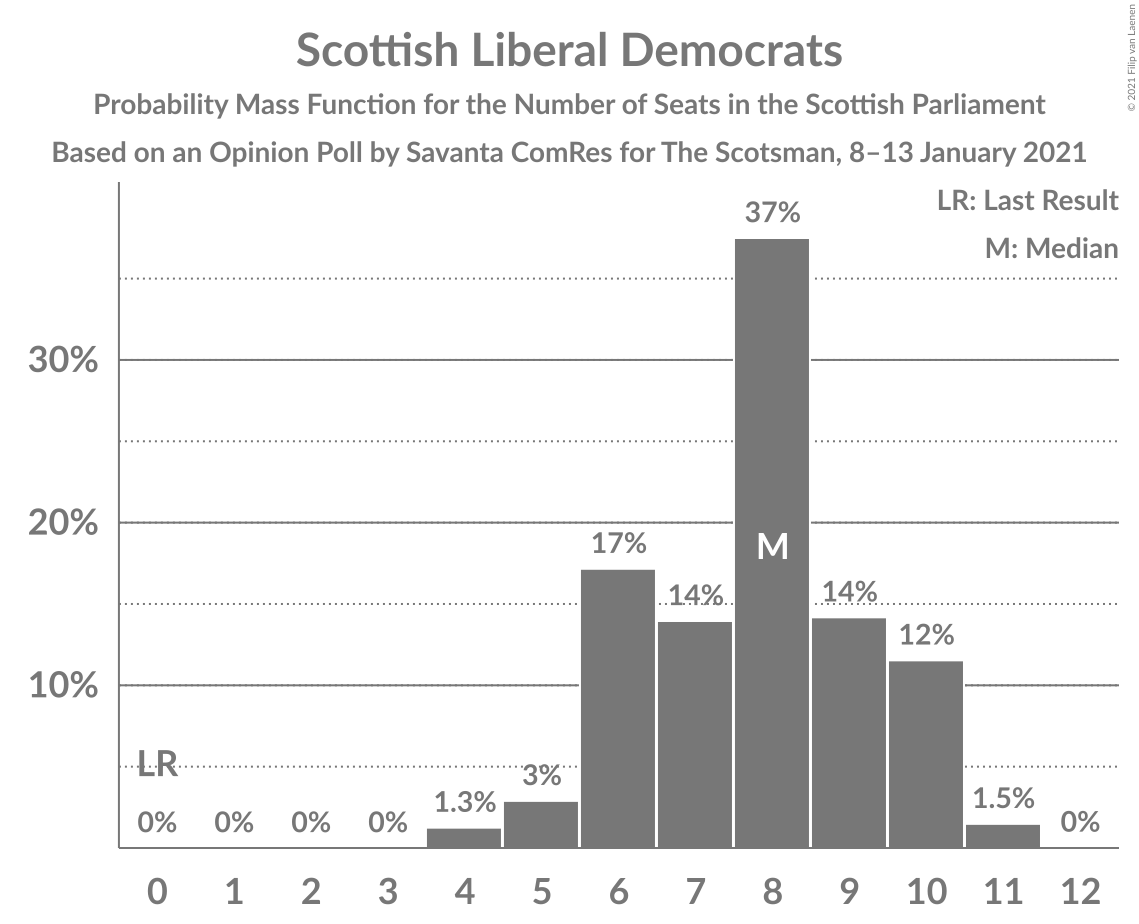 Scottish Liberal Democrats
Probability Mass Function for the Number of Seats in the Scottish Parliament
Based on an Opinion Poll by Savanta ComRes for The Scotsman, 8–13 January 2021
© 2021 Filip van Laenen
LR: Last Result
M: Median
37%
30%
20%
17%
M
14%
14%
12%
10%
LR
3%
1.3%
1.5%
0%
0%
0%
0%
0%
0 1 2 3 4 5 6 7 8 9 10 11 12